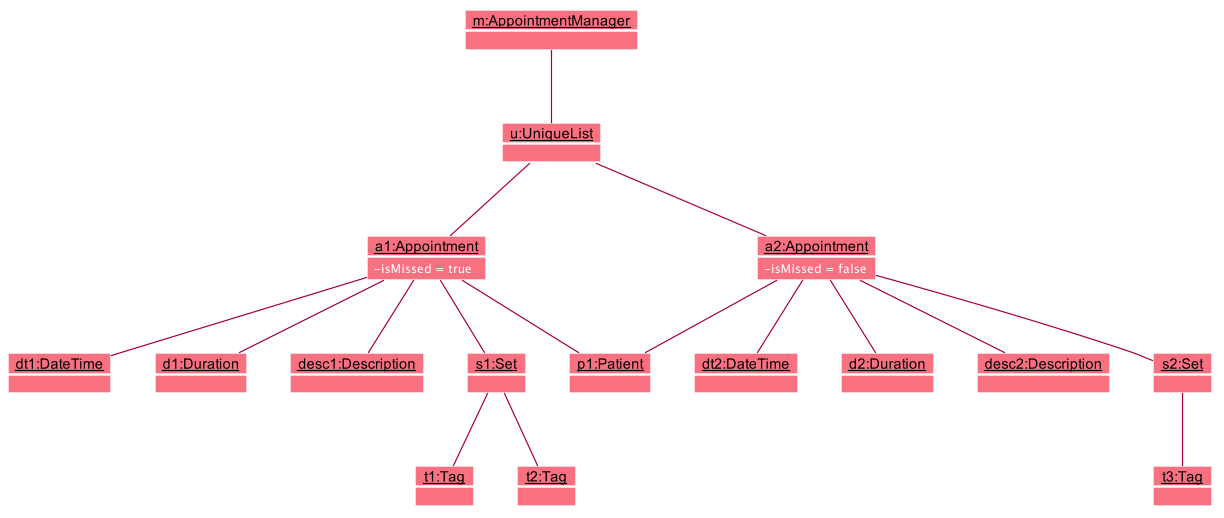 m:AppointmentManager
u:UniqueList
a1:Appointment
-isMissed = true
a2:Appointment
-isMissed = false
dt1:DateTime
d1:Duration
desc1:Description
s1:Set
p1:Patient
dt2:DateTime
d2:Duration
desc2:Description
s2:Set
t1:Tag
t2:Tag
t3:Tag